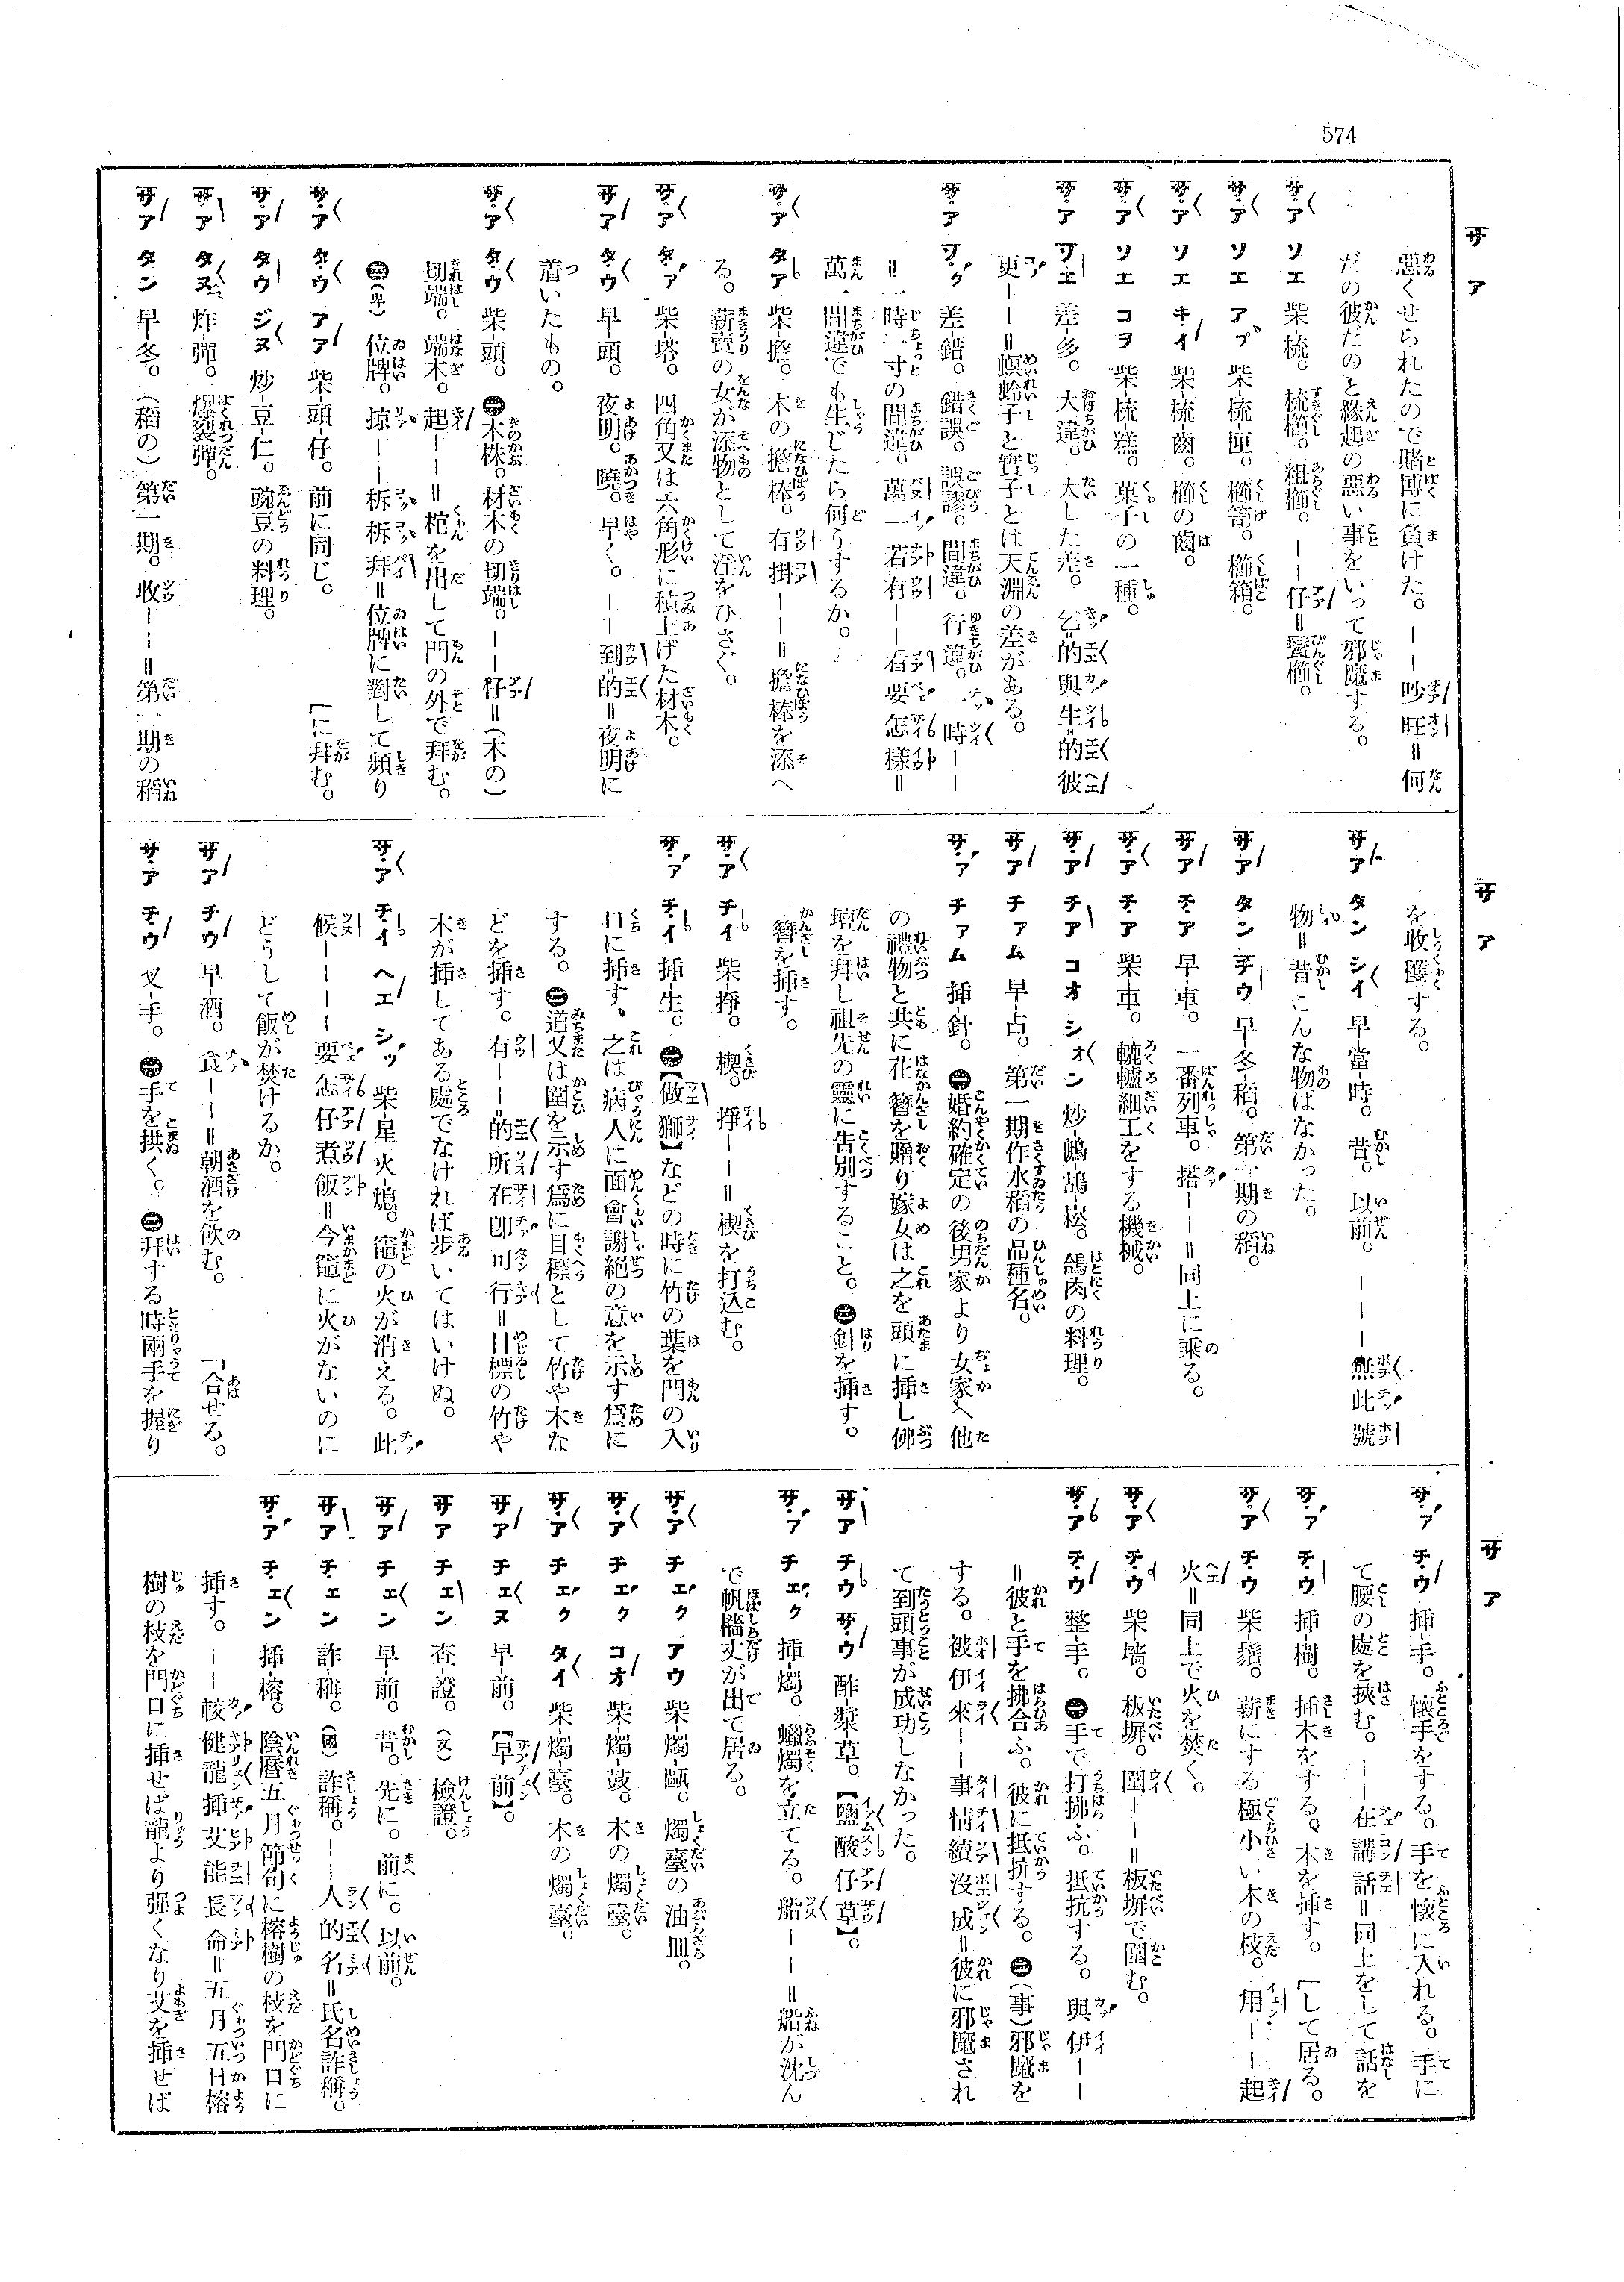 574
サア
惡くせられたので賭博に負けた。――吵旺＝何
だの彼だのと緣起の惡い事をいって邪魔する。
サア ソエ 柴-梳。梳櫛。粗櫛。――仔＝鬢櫛。
サア ソエ アプ 柴-梳-匣。櫛笥。櫛箱。
サア ソエ キイ 柴-梳-齒。櫛の齒。
サア ソエ コヲ 柴-梳-糕。菓子の一種。
サア ツエ 差-多。大違。大した差。乞-的與生-的彼
更――＝螟蛉子と實子とは天淵の差がある。
サア ツク 差-錯。錯誤。誤謬。間違。行違。一時――
＝一時一寸の間違。萬一若有――看要怎樣＝
萬一間違でも生じたら何うするか。
サア タア 柴-擔。木の擔棒。有掛――＝擔棒を添へ
る。薪賣の女が添物として淫をひさぐ。
サア タア 柴-塔。四角又は六角形に積上げた材木。
サア タウ 早-頭。夜明。曉。早く。――到-的＝夜明に
着いたもの。
サア タウ 柴-頭。㊀木株。材木の切端。――仔＝(木の)
切端。端木。起――＝棺を出して門の外で拜む。
㊁(卑)位牌。掠――栃栃拜＝位牌に對して頻り
サア タウ アア 柴-頭-仔。前に同じ。「に拜む。
サア タウ ジヌ 炒-豆-仁。豌豆の料理。
サア タヌ 炸-彈。爆裂彈。
サア タン 早-冬。(稻の)第一期。收――＝第一期の稻
サア
を收穫する。
サア タン シイ 早-當-時。昔。以前。―――無此號
物＝昔こんな物はなかった。
サア タン チウ 早-冬-稻。第一期の稻。
サア チア 早-車。一番列車。搭――＝同上に乘る。
サア チア 柴-車。轆轤細工をする機械。
サア チア コオ シオン 炒-鷓-鴣-崧。鴿肉の料理。
サア チアム 早-占。第一期作水稻の品種名。
サア チアム 挿-針。㊀婚約確定の後男家より女家へ他
の禮物と共に花簪を贈り嫁女は之を頭に挿し佛
壇を拜し祖先の靈に告別すること。㊁針を挿す。
簪を挿す。
サア チイ 柴-揨。楔。揨――＝楔を打込む。
サア チイ 挿-生。㊀【做獅】などの時に竹の葉を門の入
口に挿す、之は病人に面會謝絕の意を示す爲に
する。㊁道又は圍を示す爲に目標として竹や木な
どを挿す。有――的所在卽可行＝目標の竹や
木が挿してある處でなければ步いてはいけぬ。
サア チイ ヘエ シツ 柴-星-火-熄。竈の火が消える。此
候――――要怎仔煮飯＝今竈に火がないのに
どうして飯が焚けるか。
サア チウ 早-酒。食――＝朝酒を飮む。「合せる。
サア チウ 叉-手。㊀手を拱く。㊁拜する時兩手を握り
サア
サア チウ 挿-手。懷手をする。手を懷に入れる。手に
て腰の處を挾む。――在講話＝同上をして話を
サア チウ 挿-樹。挿木をする。木を挿す。「して居る。
サア チウ 柴-鬚。薪にする極小い木の枝。用――起
火＝同上で火を焚く。
サア チウ 柴-墻。板塀。圍――＝板塀で圍む。
サア チウ 整-手。㊀手で打拂ふ。抵抗する。與伊――
＝彼と手を拂合ふ。彼に抵抗する。㊁(事)邪魔を
する。被伊來――事情續沒成＝彼に邪魔され
て到頭事が成功しなかった。
サア チウ サウ 酢-漿-草。【鹽酸仔草】。
サア チエク 挿-燭。蠟燭を立てる。船――＝船が沈ん
で帆檣丈が出て居る。
サア チエク アウ 柴-燭-甌。燭臺の油皿。
サア チエク コオ 柴-燭-鼓。木の燭臺。
サア チエク タイ 柴-燭-臺。木の燭臺。
サア チエヌ 早-前。【早前】。
サア チエン 查-證。(文)檢證。
サア チエン 早-前。昔。先に。前に。以前。
サア チエン 詐-稱。(國)詐稱。――人的名＝氏名詐稱。
サア チエン 挿-榕。陰曆五月節句に榕樹の枝を門口に
挿す。――較健龍挿艾能長命＝五月五日榕
樹の枝を門口に挿せば龍より强くなり艾を挿せば